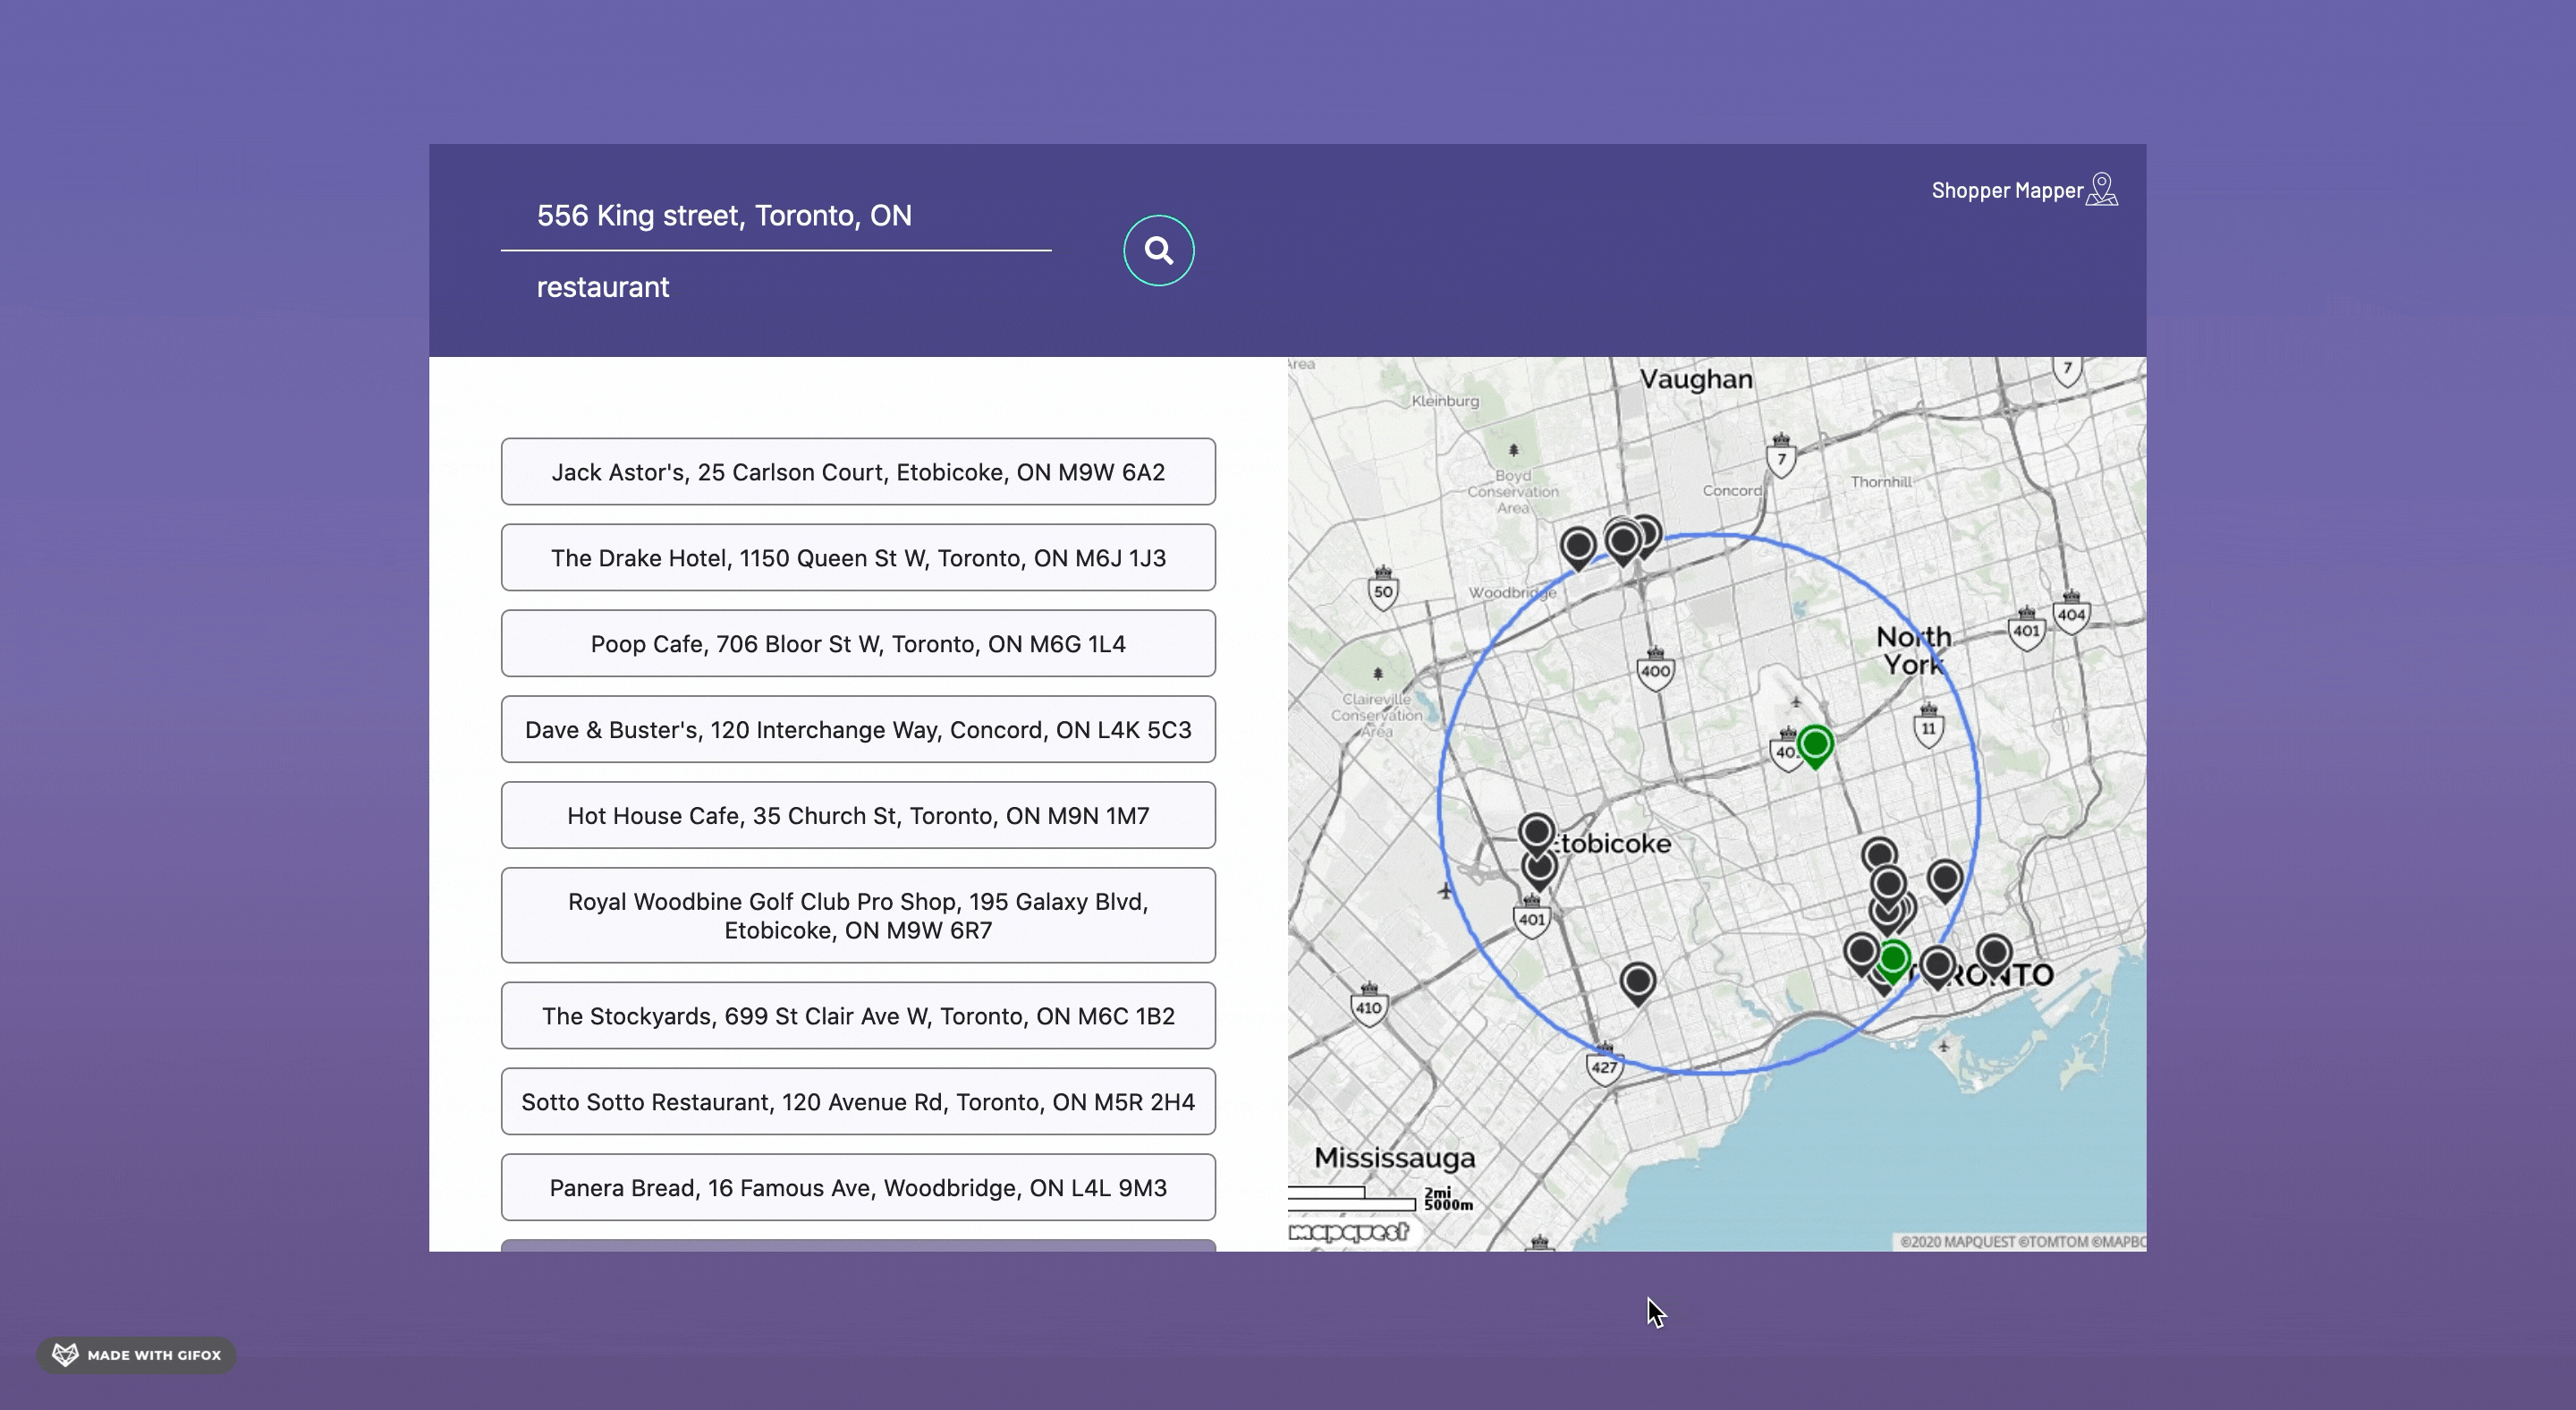 Shopper Mapper
556 King street, Toronto, ON
restaurant
Jack Astor's, 25 Carlson Court, Etobicoke, ON M9W 6A2
The Drake Hotel, 1150 Queen St W, Toronto, ON M6J 1J3
Poop Cafe, 706 Bloor St W, Toronto, ON M6G 1L4
Dave & Buster's, 120 Interchange Way, Concord, ON L4K 5C3
Hot House Cafe, 35 Church St, Toronto, ON M9N 1M7
Royal Woodbine Golf Club Pro Shop, 195 Galaxy Blvd,
Etobicoke, ON M9W 6R7
The Stockyards, 699 St Clair Ave W, Toronto, ON M6C 1B2
Sotto Sotto Restaurant, 120 Avenue Rd, Toronto, ON M5R 2H4
Panera Bread, 16 Famous Ave, Woodbridge, ON L4L 9M3
Area
Vaughan
7
Kleinburg
7
Boyd
Conservation
Area
Concord
Thornhill
50
Woodbridge
404
401
North
York
400
Claireville
Conservation
Area
11
Etobicoke
401
TORONTO
410
427
Mississauga
2mi
5000m
mapquest
©2020 MAPQUEST ©TOMTOM ©MAPBO
MADE WITH GIFOX